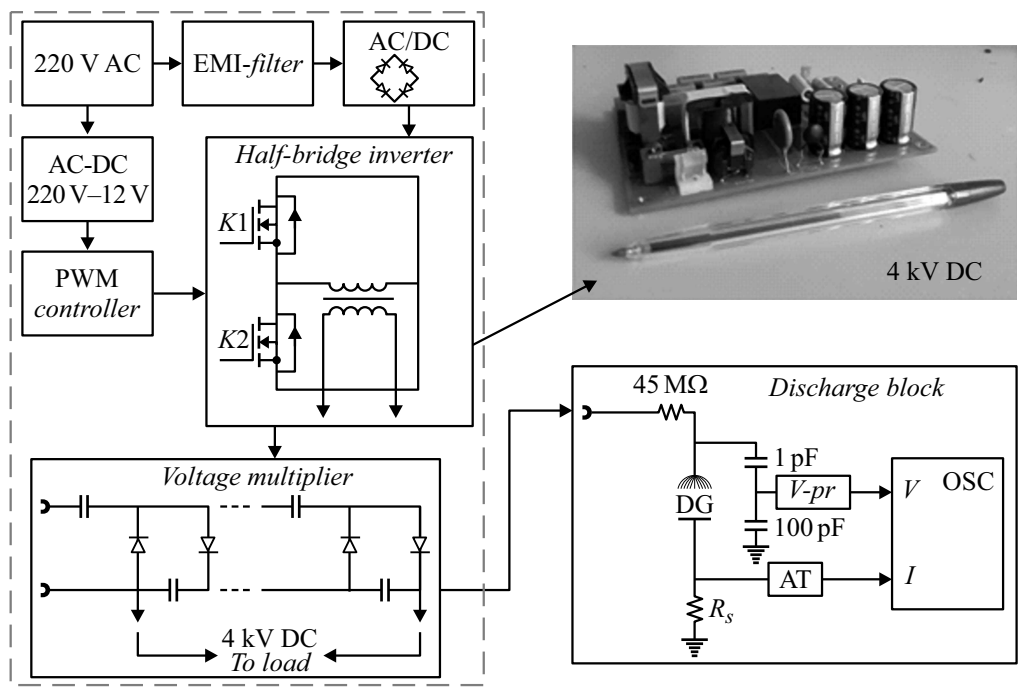 220 V AC
EMI-filter
AC/DC
AC-DC
220 V–12 V
PWM
controller
Half-bridge inverter
K1
K2
4 kV DC
Voltage multiplier
4 kV DC
To load
45 MΩ
Discharge block
1 pF
DG
V-pr
V
OSC
100 pF
AT
I
Rs